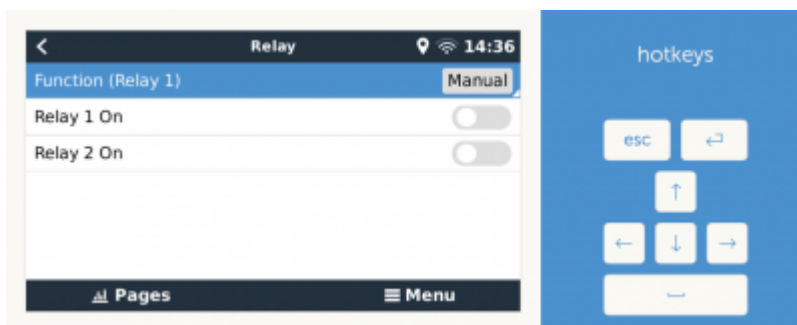 Relay 14:36
Function (Relay 1) Manual
Relay 1 On
Relay 2 On
Pages Menu
hotkeys
esc